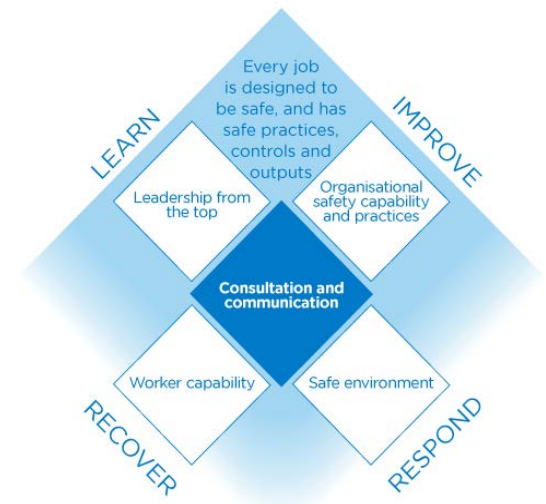 Every job
is designed to
be safe, and has
safe practices,
controls and
outputs
LEARN
IMPROVE
Leadership from
the top
Organisational
safety capability
and practices
Consultation and
communication
Worker capability
Safe environment
RECOVER
RESPOND